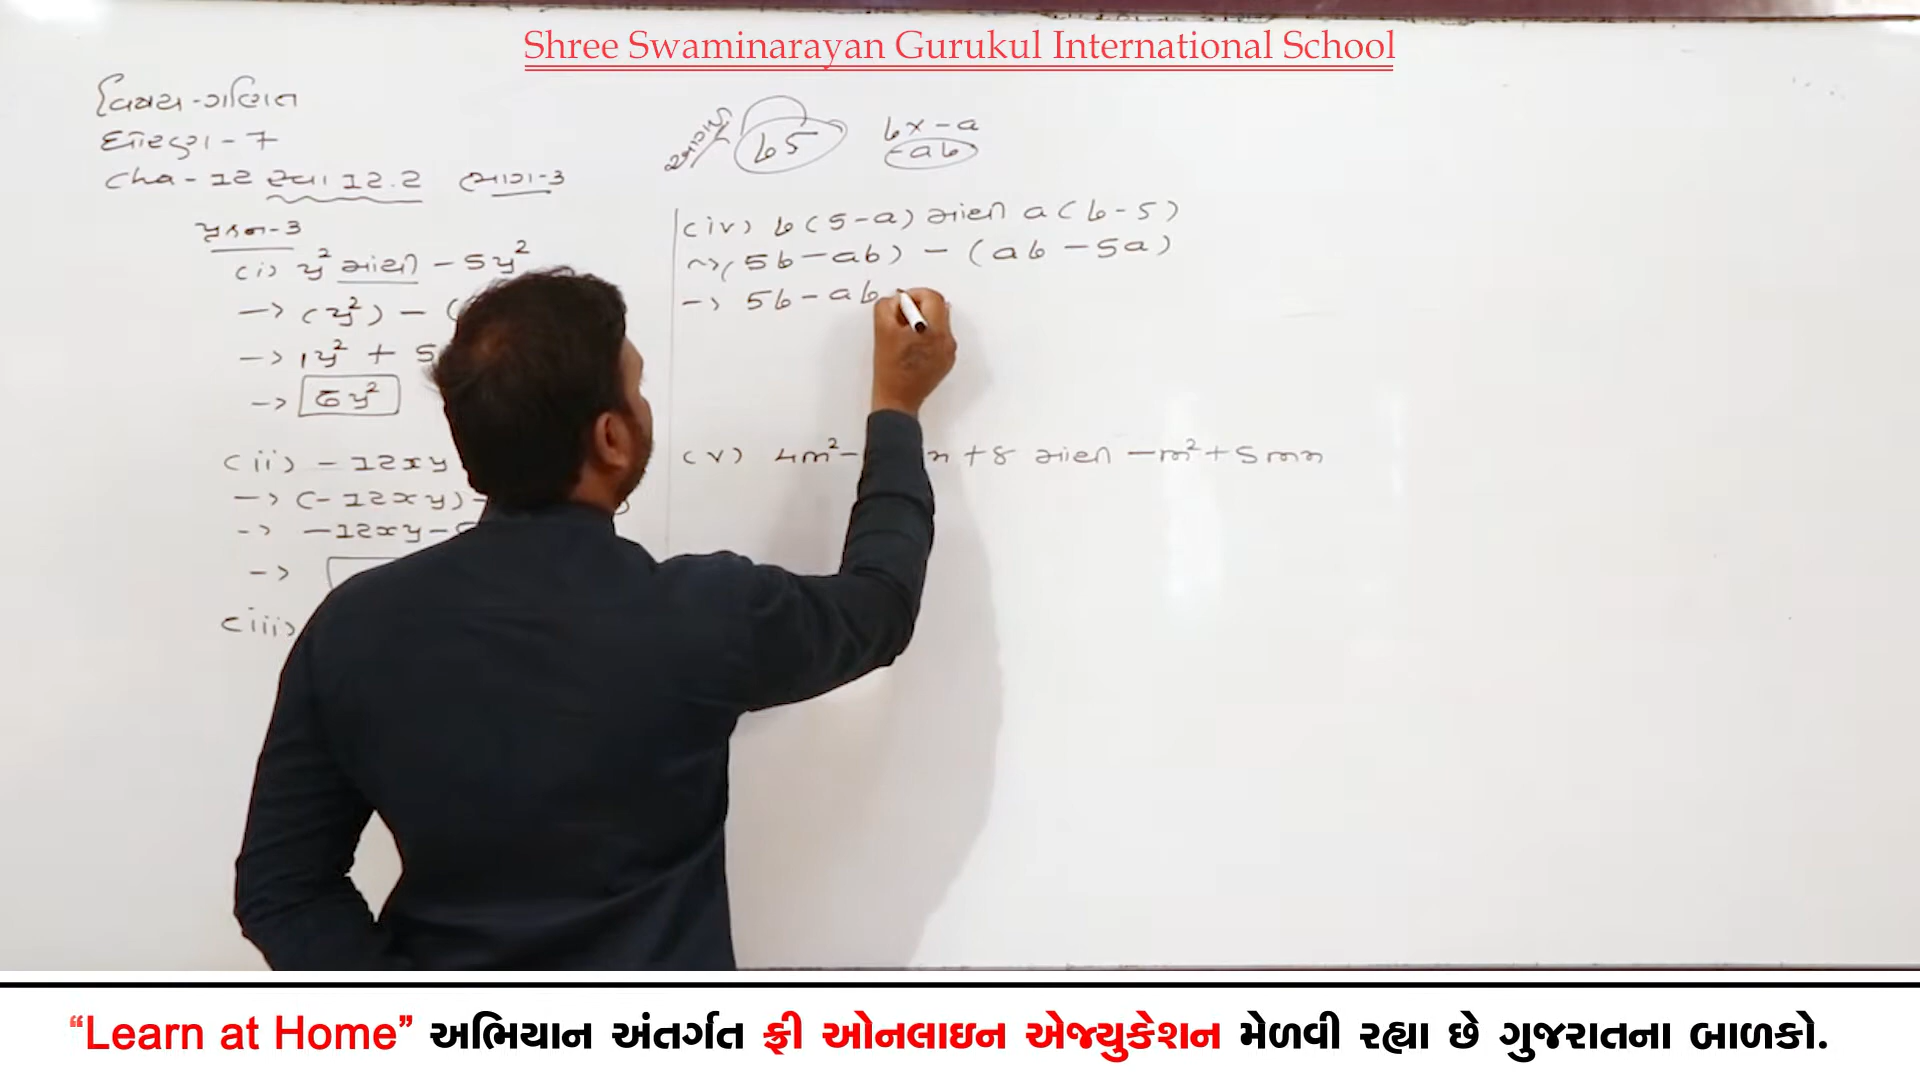 Shree Swaminarayan Gurukul International School
વિષય - ગણિત
ધોરણ - 7
Cha - 12 સ્વા 12.2 ભાગ-3
પ્રશ્ન-3
(i) y² માંથી - 5y²
-> (y²) - (
-> 1y² + 5
-> 6y²
(ii) - 12xy
-> (- 12xy) -
-> - 12xy -
->
(iii)
b5
bx - a
- ab
(iv) b(5-a) માંથી a(b-5)
~>(5b - ab) - (ab - 5a)
-> 5b - ab
(v) 4m² - n + 8 માંથી - m² + 5mn
“Learn at Home” અભિયાન અંતર્ગત ફ્રી ઓનલાઇન એજ્યુકેશન મેળવી રહ્યા છે ગુજરાતના બાળકો.